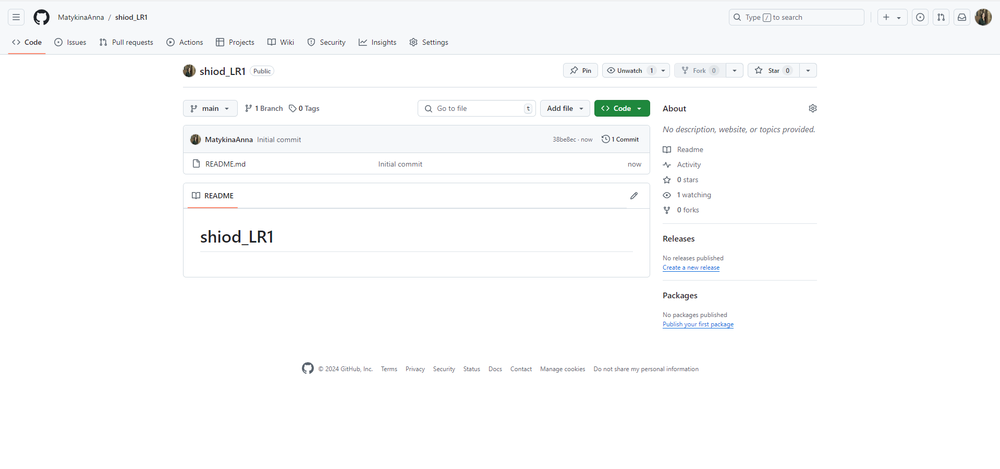 MatykinaAnna / shiod_LR1
Type / to search
Code Issues Pull requests Actions Projects Wiki Security Insights Settings
shiod_LR1 Public
Pin Unwatch 1 Fork 0 Star 0
main 1 Branch 0 Tags
Go to file t Add file Code
MatykinaAnna Initial commit 38be8ec · now 1 Commit
README.md Initial commit now
README
shiod_LR1
About
No description, website, or topics provided.
Readme
Activity
0 stars
1 watching
0 forks
Releases
No releases published
Create a new release
Packages
No packages published
Publish your first package
© 2024 GitHub, Inc. Terms Privacy Security Status Docs Contact Manage cookies Do not share my personal information